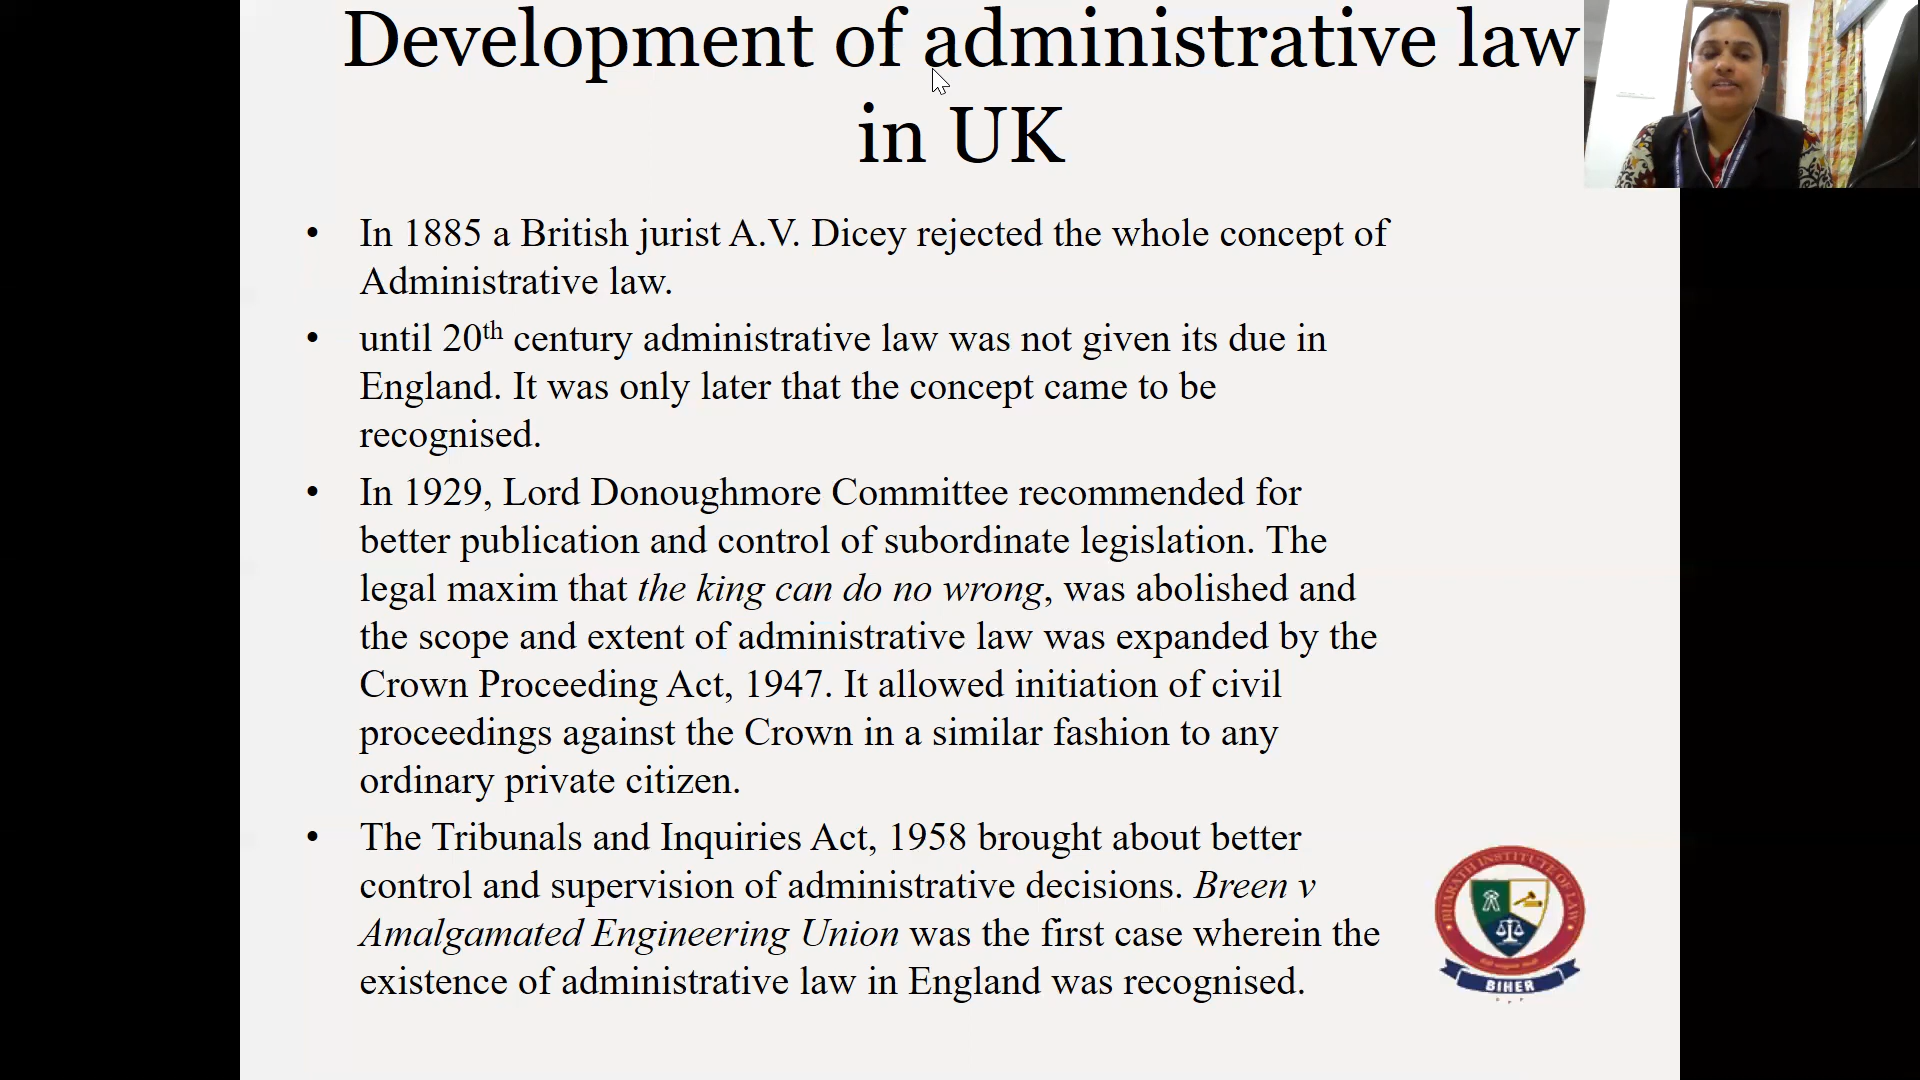 Development of administrative law
in UK
• In 1885 a British jurist A.V. Dicey rejected the whole concept of
Administrative law.
• until 20th century administrative law was not given its due in
England. It was only later that the concept came to be
recognised.
• In 1929, Lord Donoughmore Committee recommended for
better publication and control of subordinate legislation. The
legal maxim that the king can do no wrong, was abolished and
the scope and extent of administrative law was expanded by the
Crown Proceeding Act, 1947. It allowed initiation of civil
proceedings against the Crown in a similar fashion to any
ordinary private citizen.
• The Tribunals and Inquiries Act, 1958 brought about better
control and supervision of administrative decisions. Breen v
Amalgamated Engineering Union was the first case wherein the
existence of administrative law in England was recognised.
BHARATH INSTITUTE OF LAW
BIHER